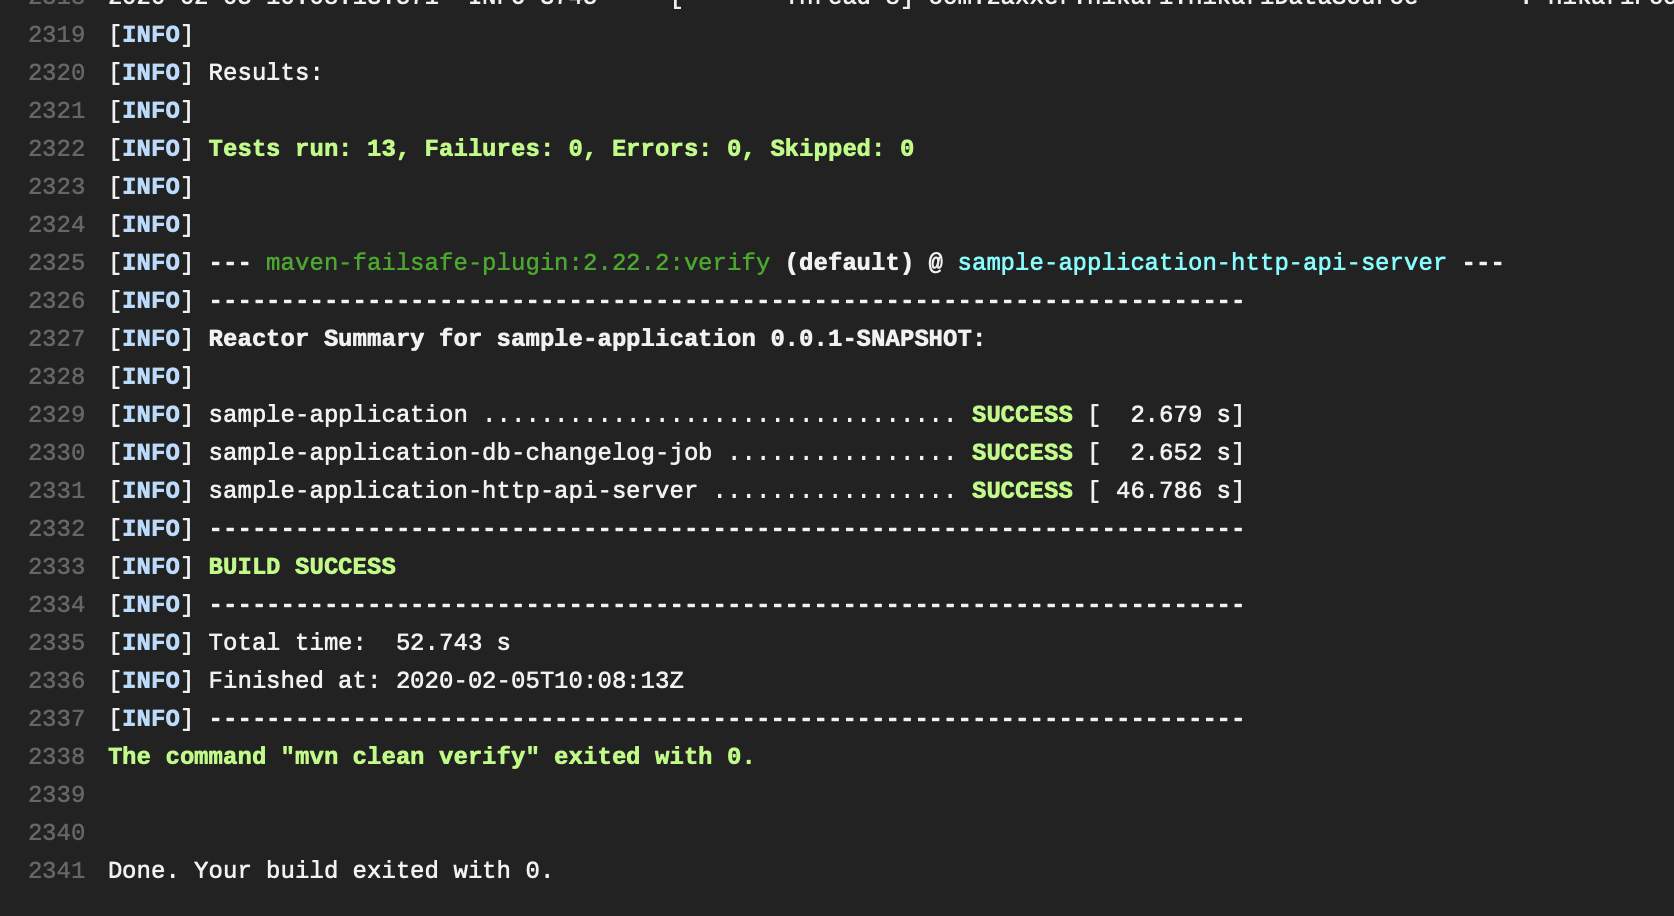 2319 [INFO]
2320 [INFO] Results:
2321 [INFO]
2322 [INFO] Tests run: 13, Failures: 0, Errors: 0, Skipped: 0
2323 [INFO]
2324 [INFO]
2325 [INFO] --- maven-failsafe-plugin:2.22.2:verify (default) @ sample-application-http-api-server ---
2326 [INFO] ------------------------------------------------------------------------
2327 [INFO] Reactor Summary for sample-application 0.0.1-SNAPSHOT:
2328 [INFO]
2329 [INFO] sample-application ................................. SUCCESS [  2.679 s]
2330 [INFO] sample-application-db-changelog-job ................ SUCCESS [  2.652 s]
2331 [INFO] sample-application-http-api-server ................. SUCCESS [ 46.786 s]
2332 [INFO] ------------------------------------------------------------------------
2333 [INFO] BUILD SUCCESS
2334 [INFO] ------------------------------------------------------------------------
2335 [INFO] Total time:  52.743 s
2336 [INFO] Finished at: 2020-02-05T10:08:13Z
2337 [INFO] ------------------------------------------------------------------------
2338 The command "mvn clean verify" exited with 0.
2339
2340
2341 Done. Your build exited with 0.